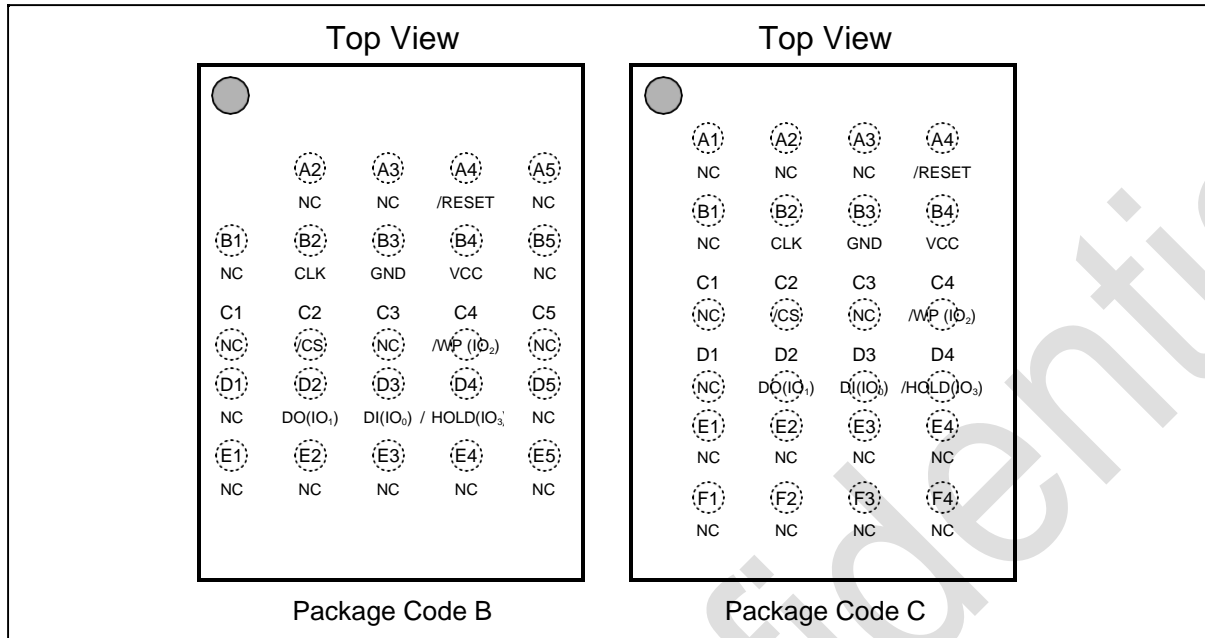 Top View
A2 A3 A4 A5
NC NC /RESET NC
B1 B2 B3 B4 B5
NC CLK GND VCC NC
C1 C2 C3 C4 C5
NC /CS NC /WP (IO₂) NC
D1 D2 D3 D4 D5
NC DO(IO₁) DI(IO₀) / HOLD(IO₃) NC
E1 E2 E3 E4 E5
NC NC NC NC NC
Package Code B
Top View
A1 A2 A3 A4
NC NC NC /RESET
B1 B2 B3 B4
NC CLK GND VCC
C1 C2 C3 C4
NC /CS NC /WP (IO₂)
D1 D2 D3 D4
NC DO(IO₁) DI(IO₀) /HOLD(IO₃)
E1 E2 E3 E4
NC NC NC NC
F1 F2 F3 F4
NC NC NC NC
Package Code C